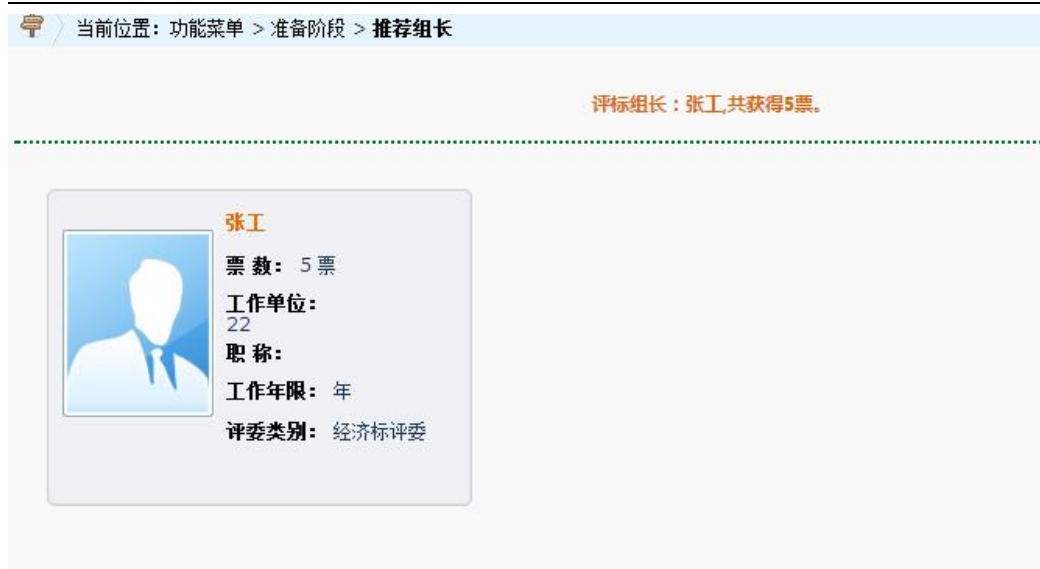 当前位置：功能菜单 > 准备阶段 > 推荐组长
评标组长：张工,共获得5票。
张工
票 数： 5 票
工作单位：
22
职 称：
工作年限： 年
评委类别： 经济标评委